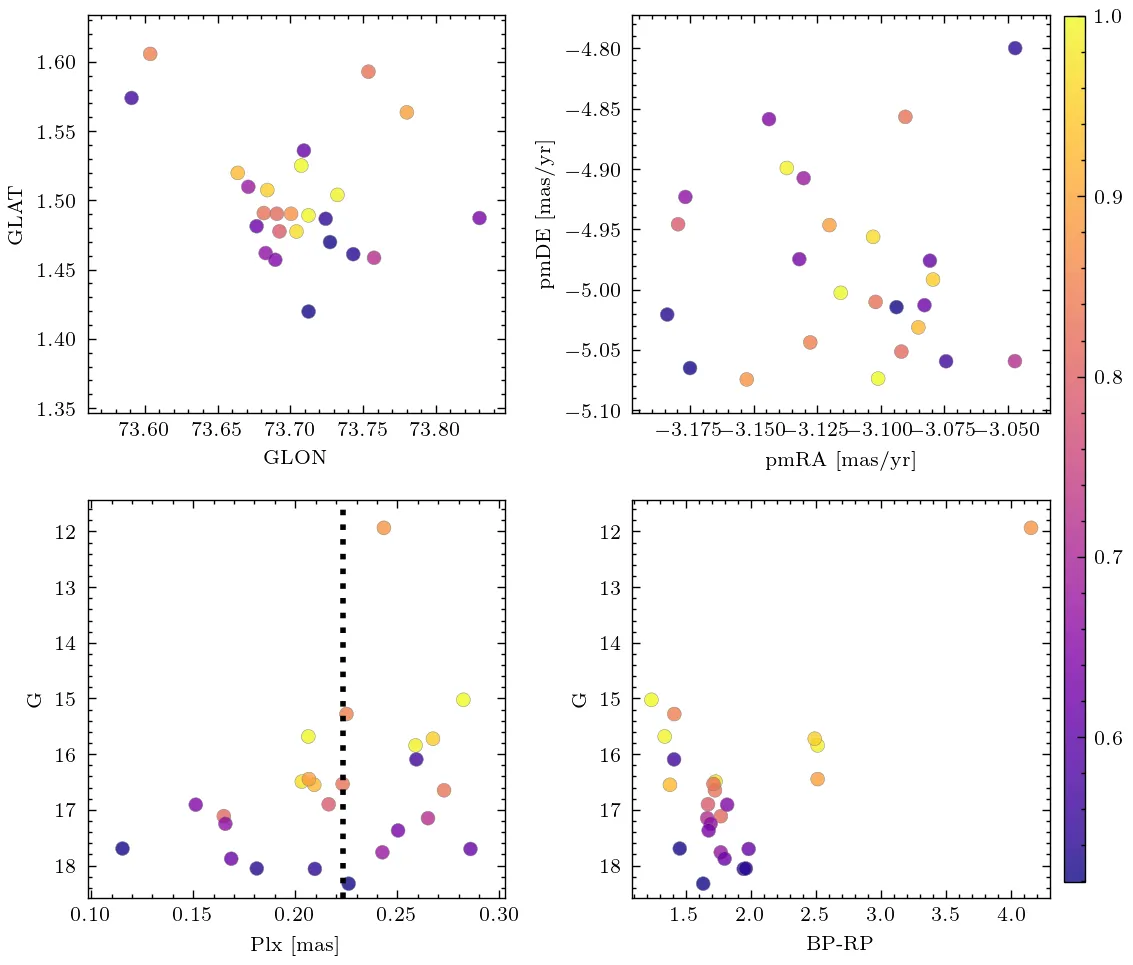 1.60
1.55
1.50
1.45
1.40
1.35
GLAT
73.60 73.65 73.70 73.75 73.80
GLON
−4.80
−4.85
−4.90
−4.95
−5.00
−5.05
−5.10
pmDE [mas/yr]
−3.175 −3.150 −3.125 −3.100 −3.075 −3.050
pmRA [mas/yr]
1.0
0.9
0.8
0.7
0.6
12
13
14
15
16
17
18
G
0.10 0.15 0.20 0.25 0.30
Plx [mas]
12
13
14
15
16
17
18
G
1.5 2.0 2.5 3.0 3.5 4.0
BP-RP